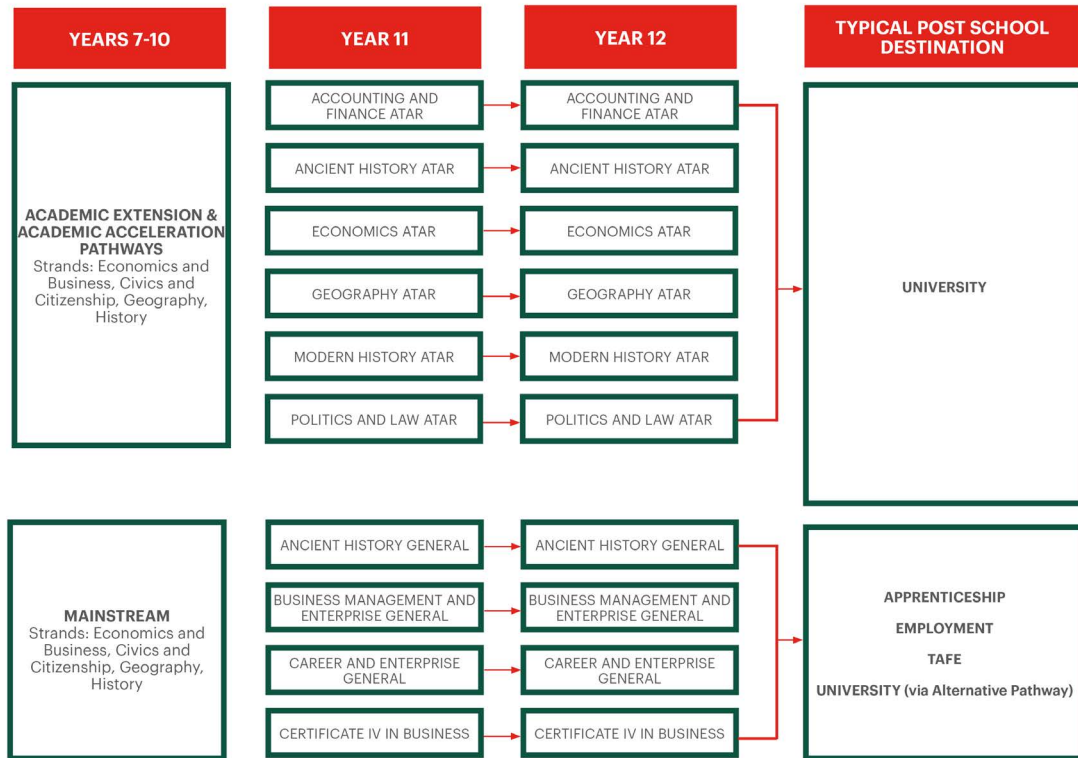 YEARS 7-10
YEAR 11
YEAR 12
TYPICAL POST SCHOOL
DESTINATION
ACADEMIC EXTENSION &
ACADEMIC ACCELERATION
PATHWAYS
Strands: Economics and
Business, Civics and
Citizenship, Geography,
History
ACCOUNTING AND
FINANCE ATAR
ACCOUNTING AND
FINANCE ATAR
ANCIENT HISTORY ATAR
ANCIENT HISTORY ATAR
ECONOMICS ATAR
ECONOMICS ATAR
GEOGRAPHY ATAR
GEOGRAPHY ATAR
MODERN HISTORY ATAR
MODERN HISTORY ATAR
POLITICS AND LAW ATAR
POLITICS AND LAW ATAR
UNIVERSITY
MAINSTREAM
Strands: Economics and
Business, Civics and
Citizenship, Geography,
History
ANCIENT HISTORY GENERAL
ANCIENT HISTORY GENERAL
BUSINESS MANAGEMENT AND
ENTERPRISE GENERAL
BUSINESS MANAGEMENT AND
ENTERPRISE GENERAL
CAREER AND ENTERPRISE
GENERAL
CAREER AND ENTERPRISE
GENERAL
CERTIFICATE IV IN BUSINESS
CERTIFICATE IV IN BUSINESS
APPRENTICESHIP
EMPLOYMENT
TAFE
UNIVERSITY (via Alternative Pathway)